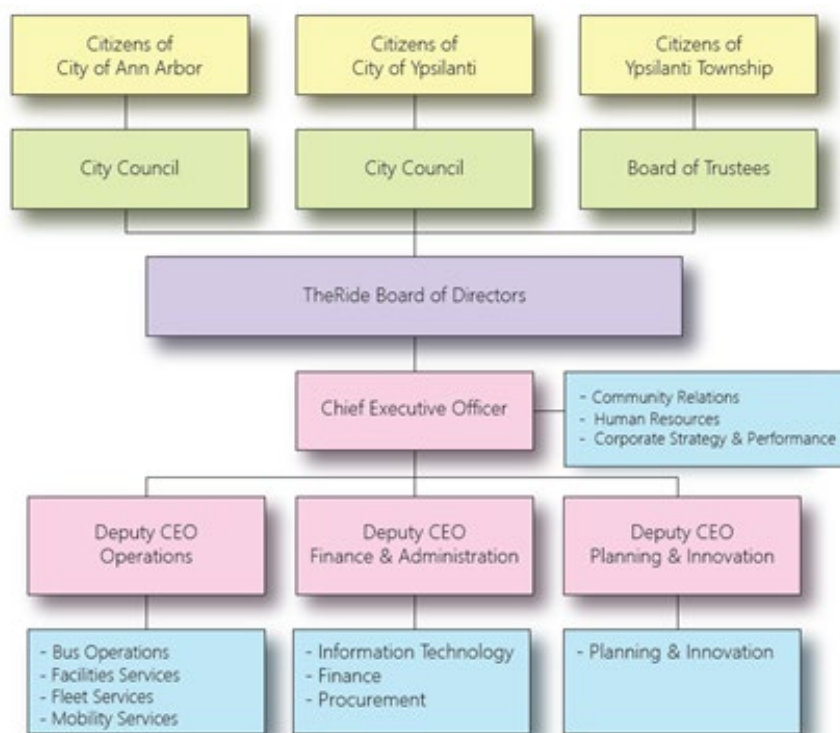 Citizens of
City of Ann Arbor
Citizens of
City of Ypsilanti
Citizens of
Ypsilanti Township
City Council
City Council
Board of Trustees
TheRide Board of Directors
Chief Executive Officer
- Community Relations
- Human Resources
- Corporate Strategy & Performance
Deputy CEO
Operations
Deputy CEO
Finance & Administration
Deputy CEO
Planning & Innovation
- Bus Operations
- Facilities Services
- Fleet Services
- Mobility Services
- Information Technology
- Finance
- Procurement
- Planning & Innovation